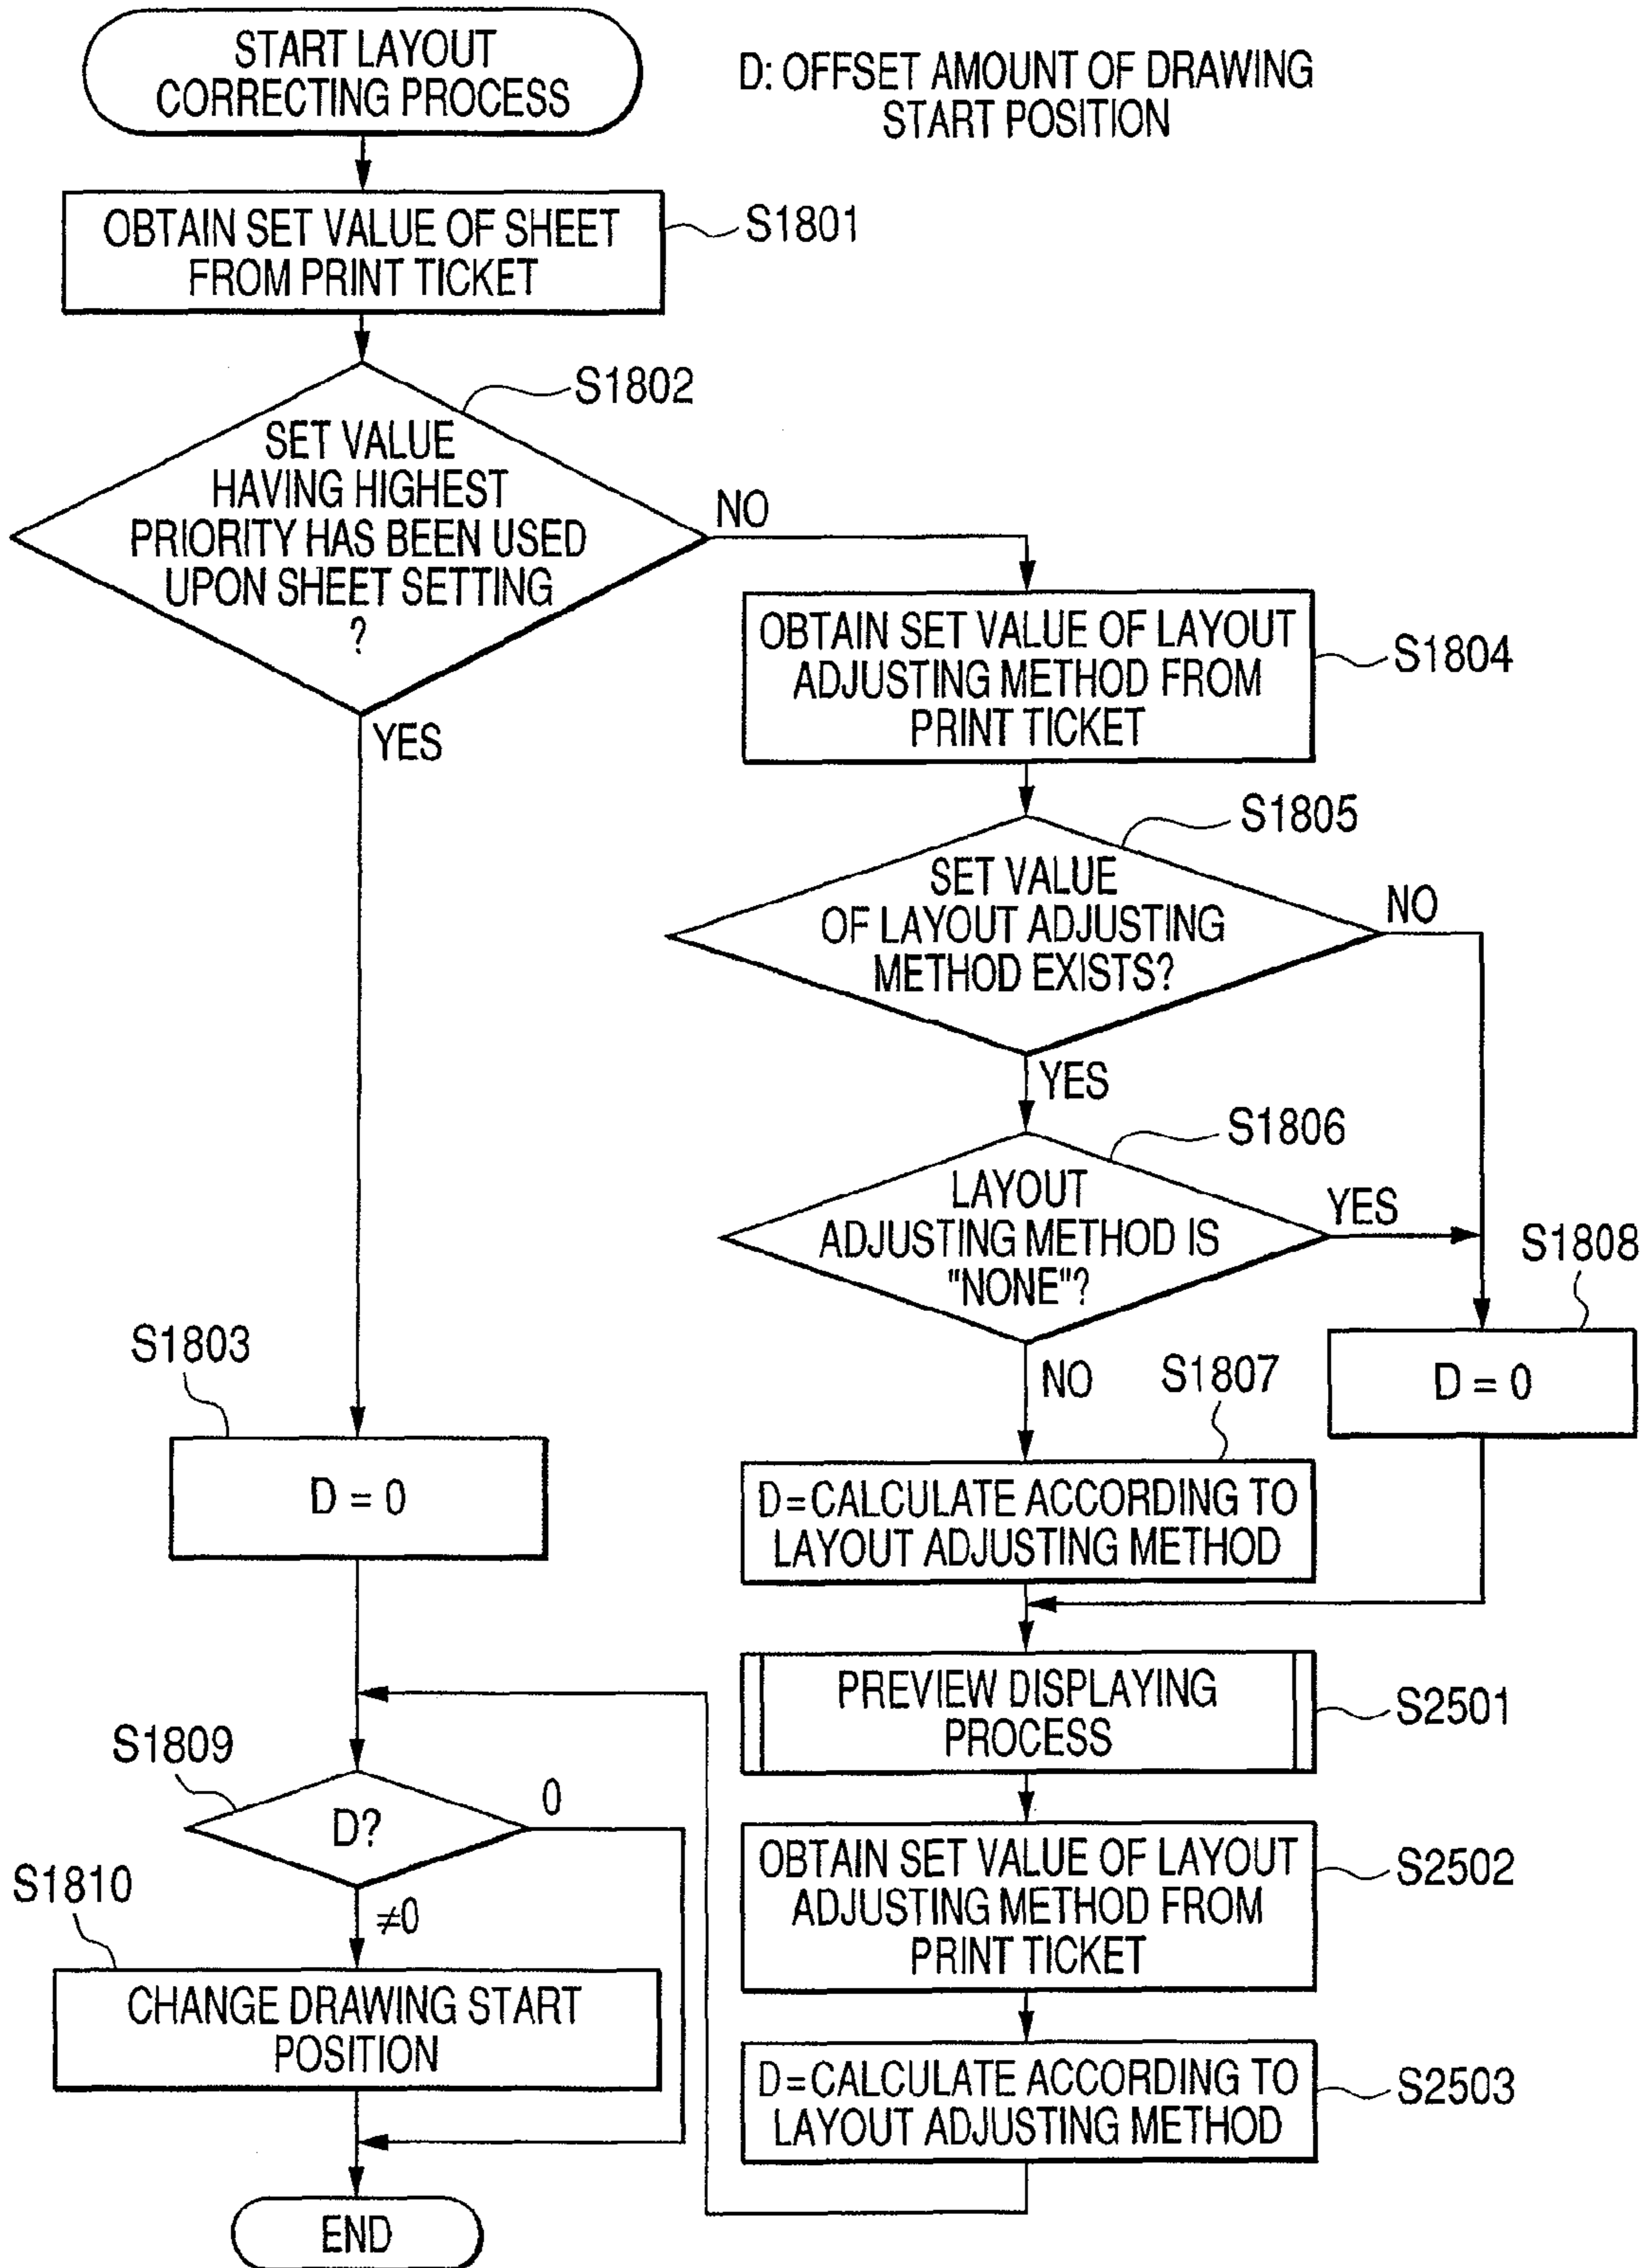 START LAYOUT
CORRECTING PROCESS
D: OFFSET AMOUNT OF DRAWING
START POSITION
OBTAIN SET VALUE OF SHEET
FROM PRINT TICKET
S1801
S1802
SET VALUE
HAVING HIGHEST
PRIORITY HAS BEEN USED
UPON SHEET SETTING
?
NO
YES
OBTAIN SET VALUE OF LAYOUT
ADJUSTING METHOD FROM
PRINT TICKET
S1804
S1805
SET VALUE
OF LAYOUT ADJUSTING
METHOD EXISTS?
NO
YES
S1806
LAYOUT
ADJUSTING METHOD IS
"NONE"?
YES
NO
S1808
D = 0
S1803
D = 0
S1807
D=CALCULATE ACCORDING TO
LAYOUT ADJUSTING METHOD
PREVIEW DISPLAYING
PROCESS
S2501
S1809
D?
0
≠0
S1810
CHANGE DRAWING START
POSITION
OBTAIN SET VALUE OF LAYOUT
ADJUSTING METHOD FROM
PRINT TICKET
S2502
D=CALCULATE ACCORDING TO
LAYOUT ADJUSTING METHOD
S2503
END